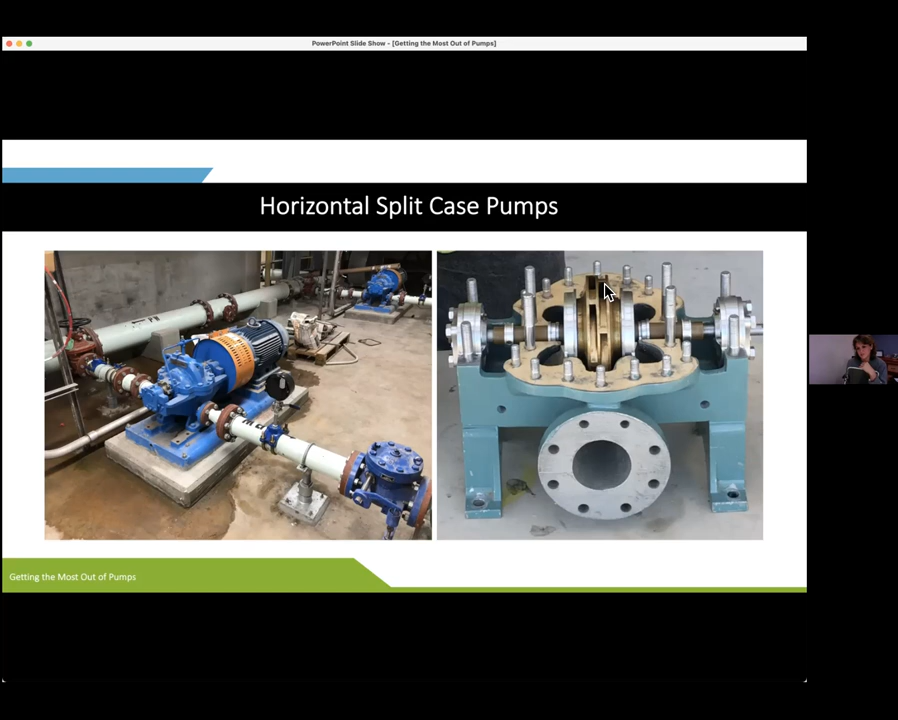 PowerPoint Slide Show - [Getting the Most Out of Pumps]
Horizontal Split Case Pumps
Getting the Most Out of Pumps